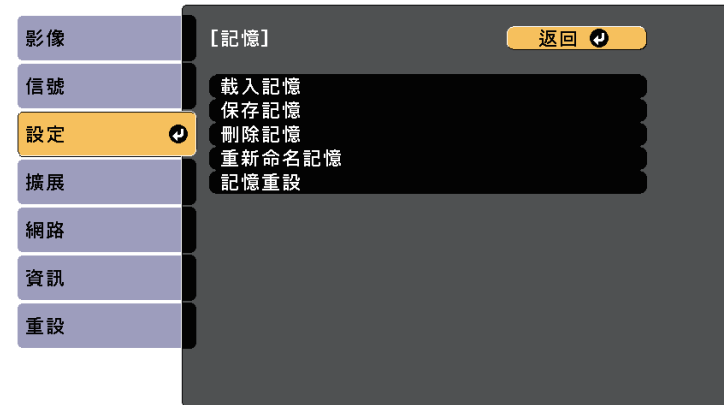 影像
信號
設定
擴展
網路
資訊
重設
[記憶]
返回
載入記憶
保存記憶
刪除記憶
重新命名記憶
記憶重設